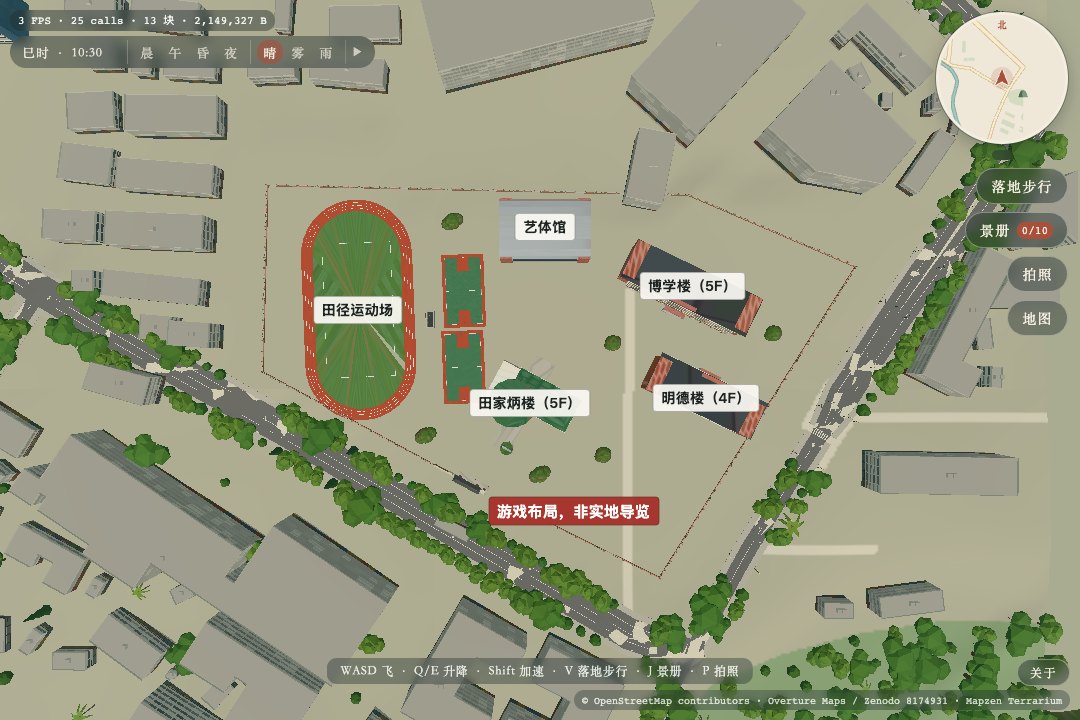 3 FPS · 25 calls · 13 块 · 2,149,327 B
巳时 · 10:30 晨 午 昏 夜 晴 雾 雨
北
落地步行
景册 0/10
拍照
地图
艺体馆
博学楼（5F）
田径运动场
明德楼（4F）
田家炳楼（5F）
游戏布局，非实地导览
WASD 飞 · Q/E 升降 · Shift 加速 · V 落地步行 · J 景册 · P 拍照
关于
© OpenStreetMap contributors · Overture Maps / Zenodo 8174931 · Mapzen Terrarium